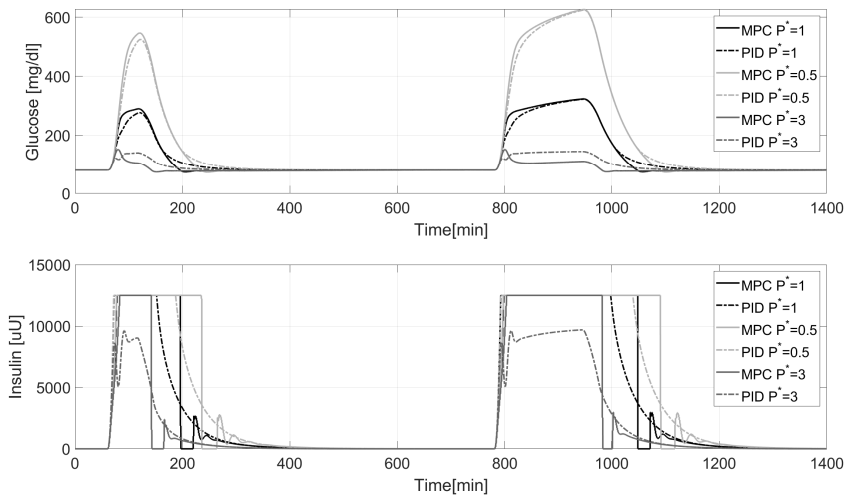 600
400
200
0
Glucose [mg/dl]
MPC P*=1
PID P*=1
MPC P*=0.5
PID P*=0.5
MPC P*=3
PID P*=3
0 200 400 600 800 1000 1200 1400
Time[min]
15000
10000
5000
0
Insulin [uU]
MPC P*=1
PID P*=1
MPC P*=0.5
PID P*=0.5
MPC P*=3
PID P*=3
0 200 400 600 800 1000 1200 1400
Time[min]